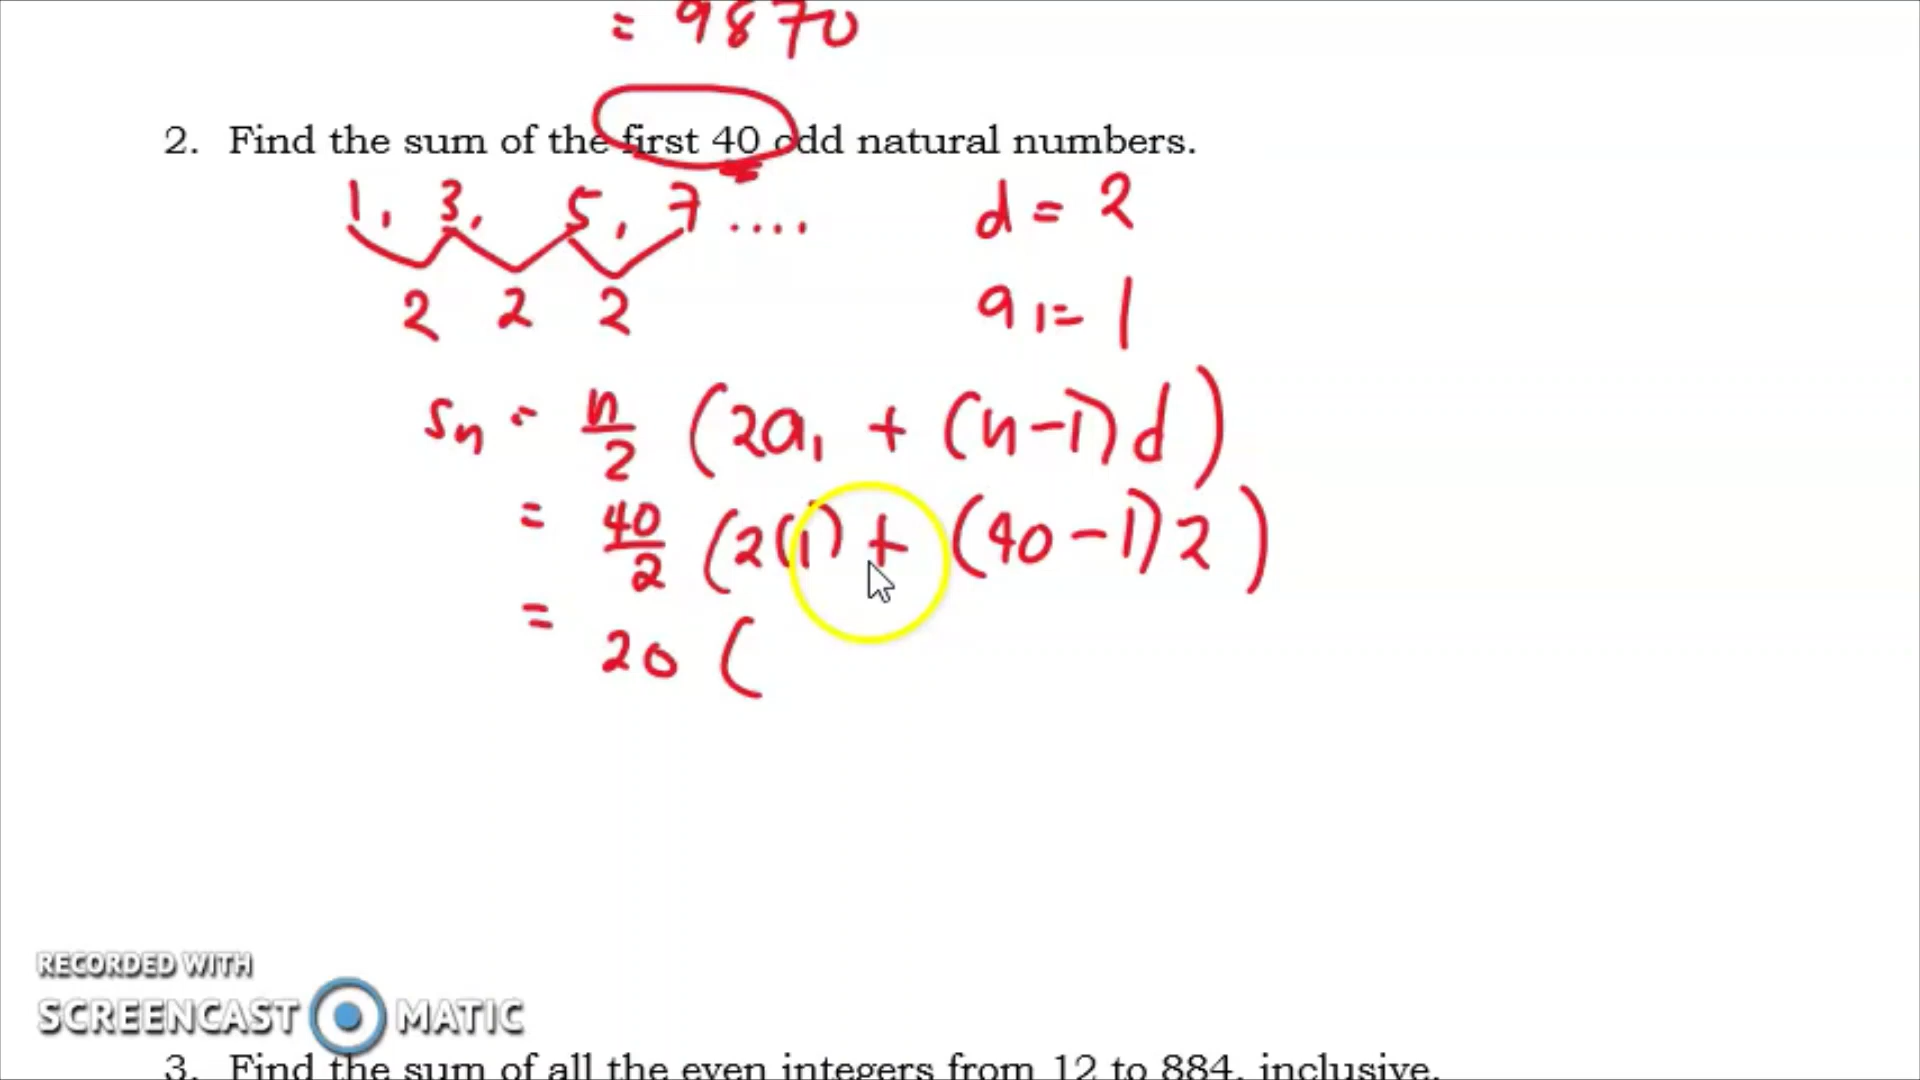 = 9870
2. Find the sum of the first 40 odd natural numbers.
1, 3, 5, 7 ....
d = 2
2 2 2
a1 = 1
Sn = n/2 (2a1 + (n-1)d)
= 40/2 (2(1) + (40-1)2)
= 20 (
RECORDED WITH
SCREENCAST MATIC
3. Find the sum of all the even integers from 12 to 884, inclusive.